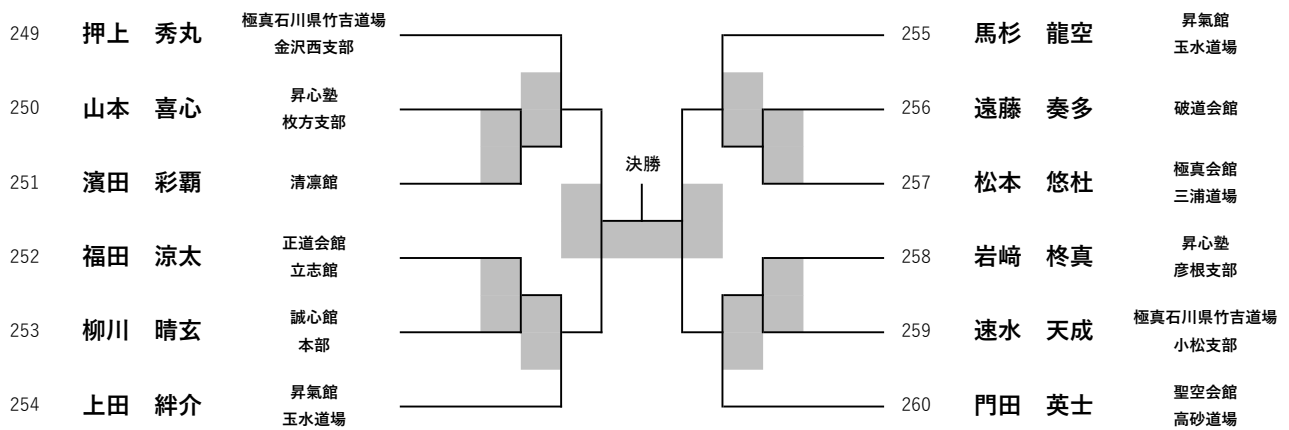 249 押上 秀丸 極真石川県竹吉道場
金沢西支部
250 山本 喜心 昇心塾
枚方支部
251 濱田 彩覇 清凛館
252 福田 涼太 正道会館
立志館
253 柳川 晴玄 誠心館
本部
254 上田 絆介 昇氣館
玉水道場
決勝
255 馬杉 龍空 昇氣館
玉水道場
256 遠藤 奏多 破道会館
257 松本 悠杜 極真会館
三浦道場
258 岩﨑 柊真 昇心塾
彦根支部
259 速水 天成 極真石川県竹吉道場
小松支部
260 門田 英士 聖空会館
高砂道場